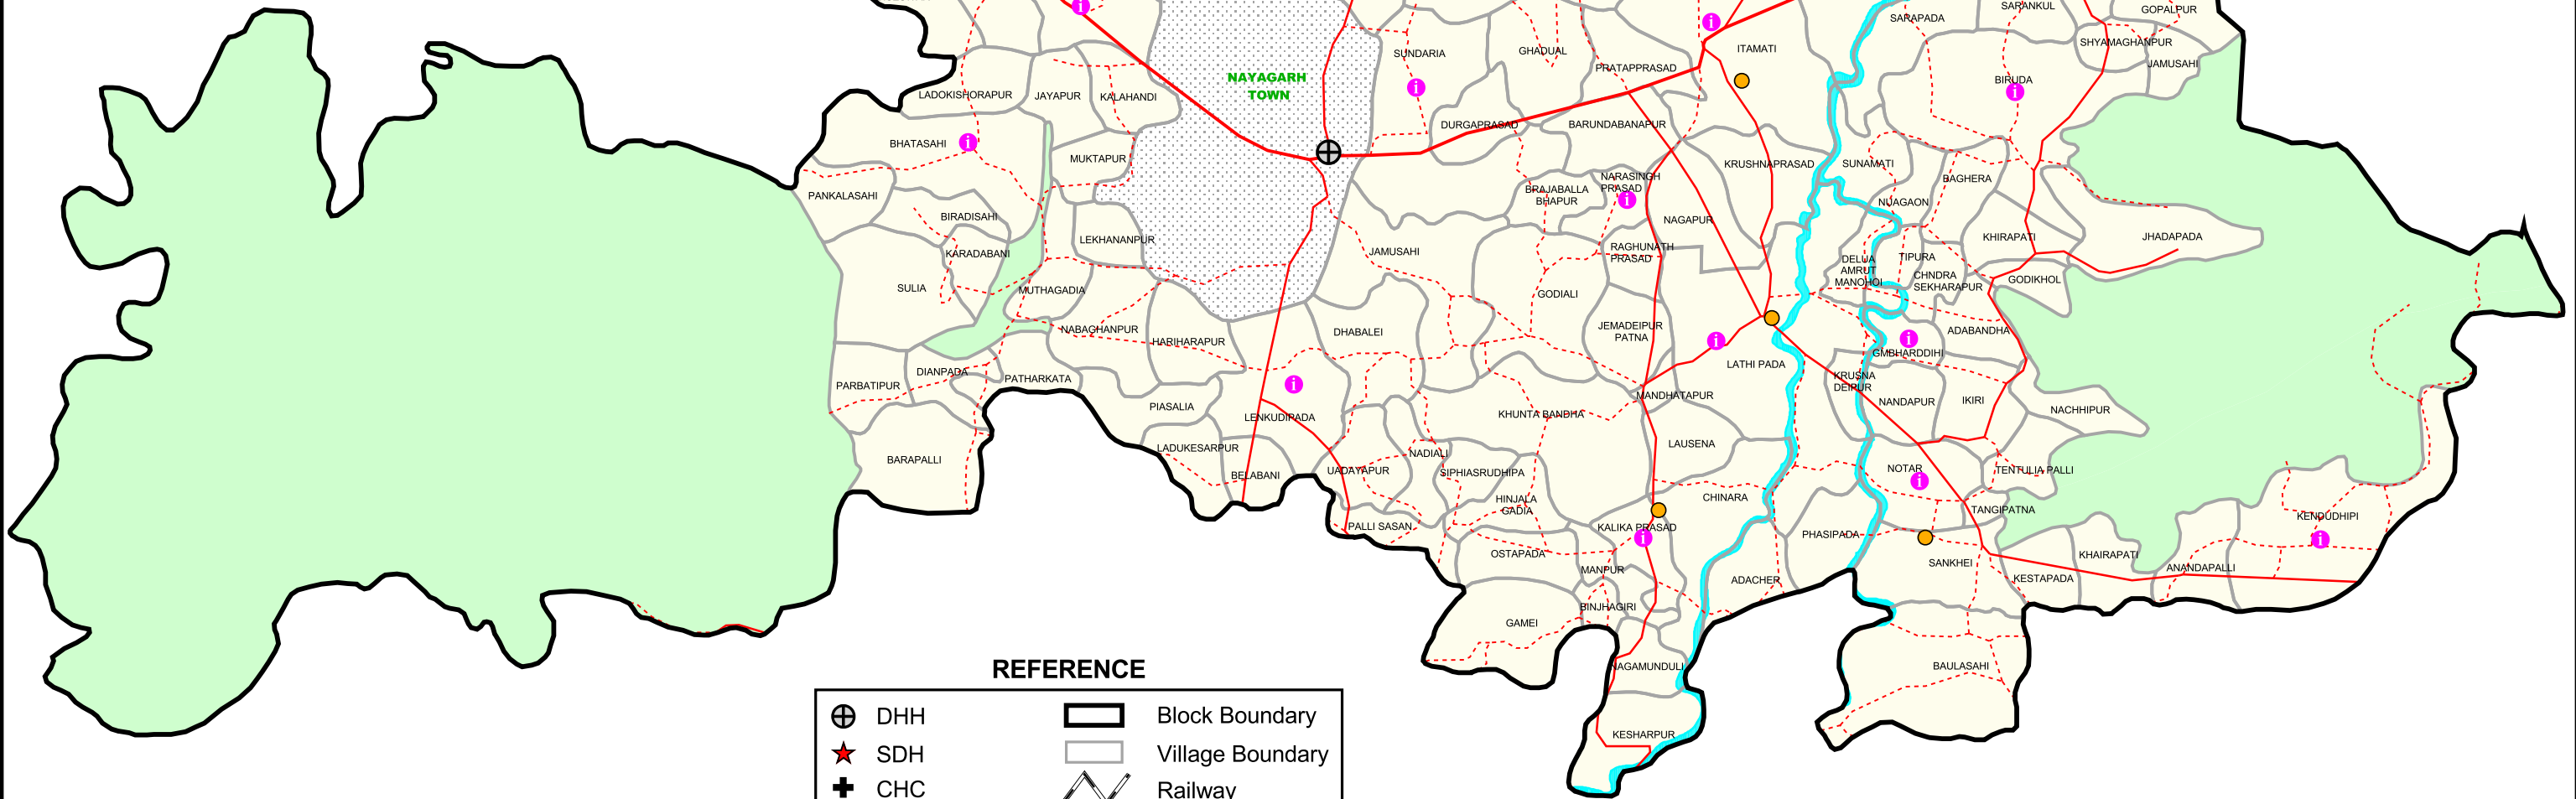 SARANKUL
GOPALPUR
SARAPADA
SHYAMAGHANPUR
ITAMATI
SUNDARIA
GHADUAL
JAMUSAHI
PRATAPPRASAD
NAYAGARH
TOWN
BIRUDA
LADOKISHORAPUR
JAYAPUR
KALAHANDI
DURGAPRASAD
BARUNDABANAPUR
BHATASAHI
MUKTAPUR
KRUSHNAPRASAD
SUNAMATI
BAGHERA
NARASINGH
PRASAD
BRAJABALLA
BHAPUR
PANKALASAHI
NUAGAON
BIRADISAHI
NAGAPUR
LEKHANANPUR
KHIRAPATI
JHADAPADA
RAGHUNATH
PRASAD
KARADABANI
JAMUSAHI
DELUA
AMRUT
MANOHOI
TIPURA
CHNDRA
SEKHARAPUR
GODIKHOL
SULIA
MUTHAGADIA
GODIALI
NABAGHANPUR
HARIHARAPUR
DHABALEI
JEMADEIPUR
PATNA
ADABANDHA
GMBHARDDIHI
LATHI PADA
DIANPADA
PATHARKATA
PARBATIPUR
KRUSNA
DEIPUR
MANDHATAPUR
NANDAPUR
IKIRI
PIASALIA
LENKUDIPADA
KHUNTA BANDHA
NACHHIPUR
LADUKESARPUR
LAUSENA
BARAPALLI
NADIALI
BELABANI
UADAYAPUR
SIPHIASRUDHIPA
NOTAR
TENTULIA PALLI
HINJALA
GADIA
CHINARA
TANGIPATNA
KENDUDHIPI
PALLI SASAN
KALIKA PRASAD
PHASIPADA
OSTAPADA
KHAIRAPATI
SANKHEI
MANPUR
ANANDAPALLI
ADACHER
KESTAPADA
BINJHAGIRI
GAMEI
NAGAMUNDULI
BAULASAHI
KESHARPUR
REFERENCE
DHH
Block Boundary
SDH
Village Boundary
CHC
Railway